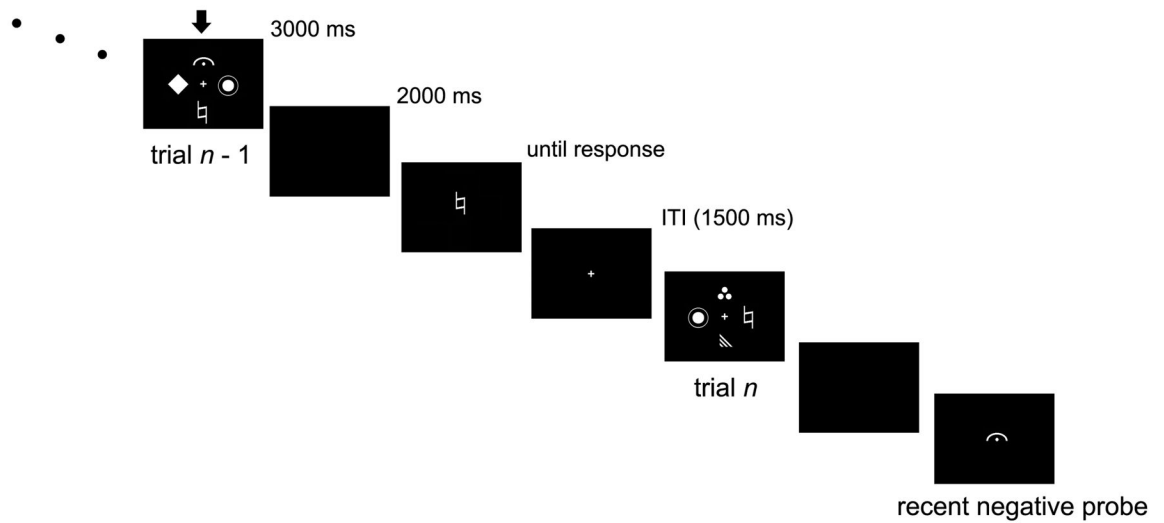 3000 ms
trial n - 1
2000 ms
until response
ITI (1500 ms)
trial n
recent negative probe